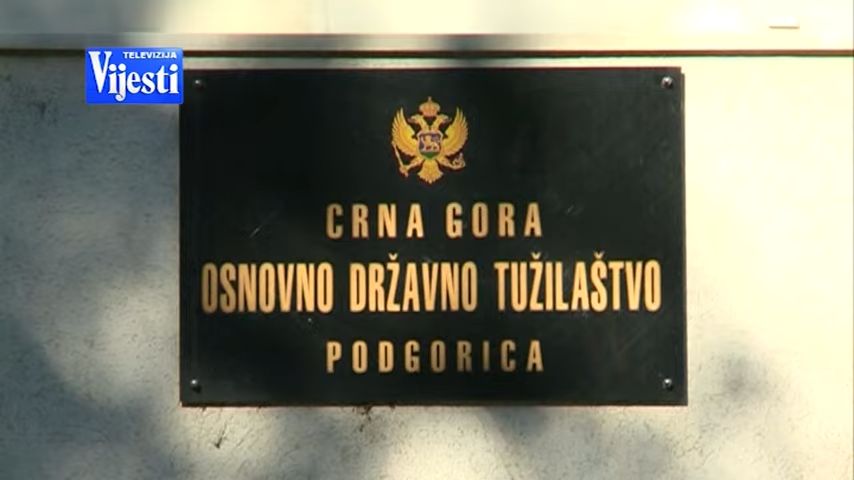 TELEVIZIJA
Vijesti
CRNA GORA
OSNOVNO DRŽAVNO TUŽILAŠTVO
PODGORICA